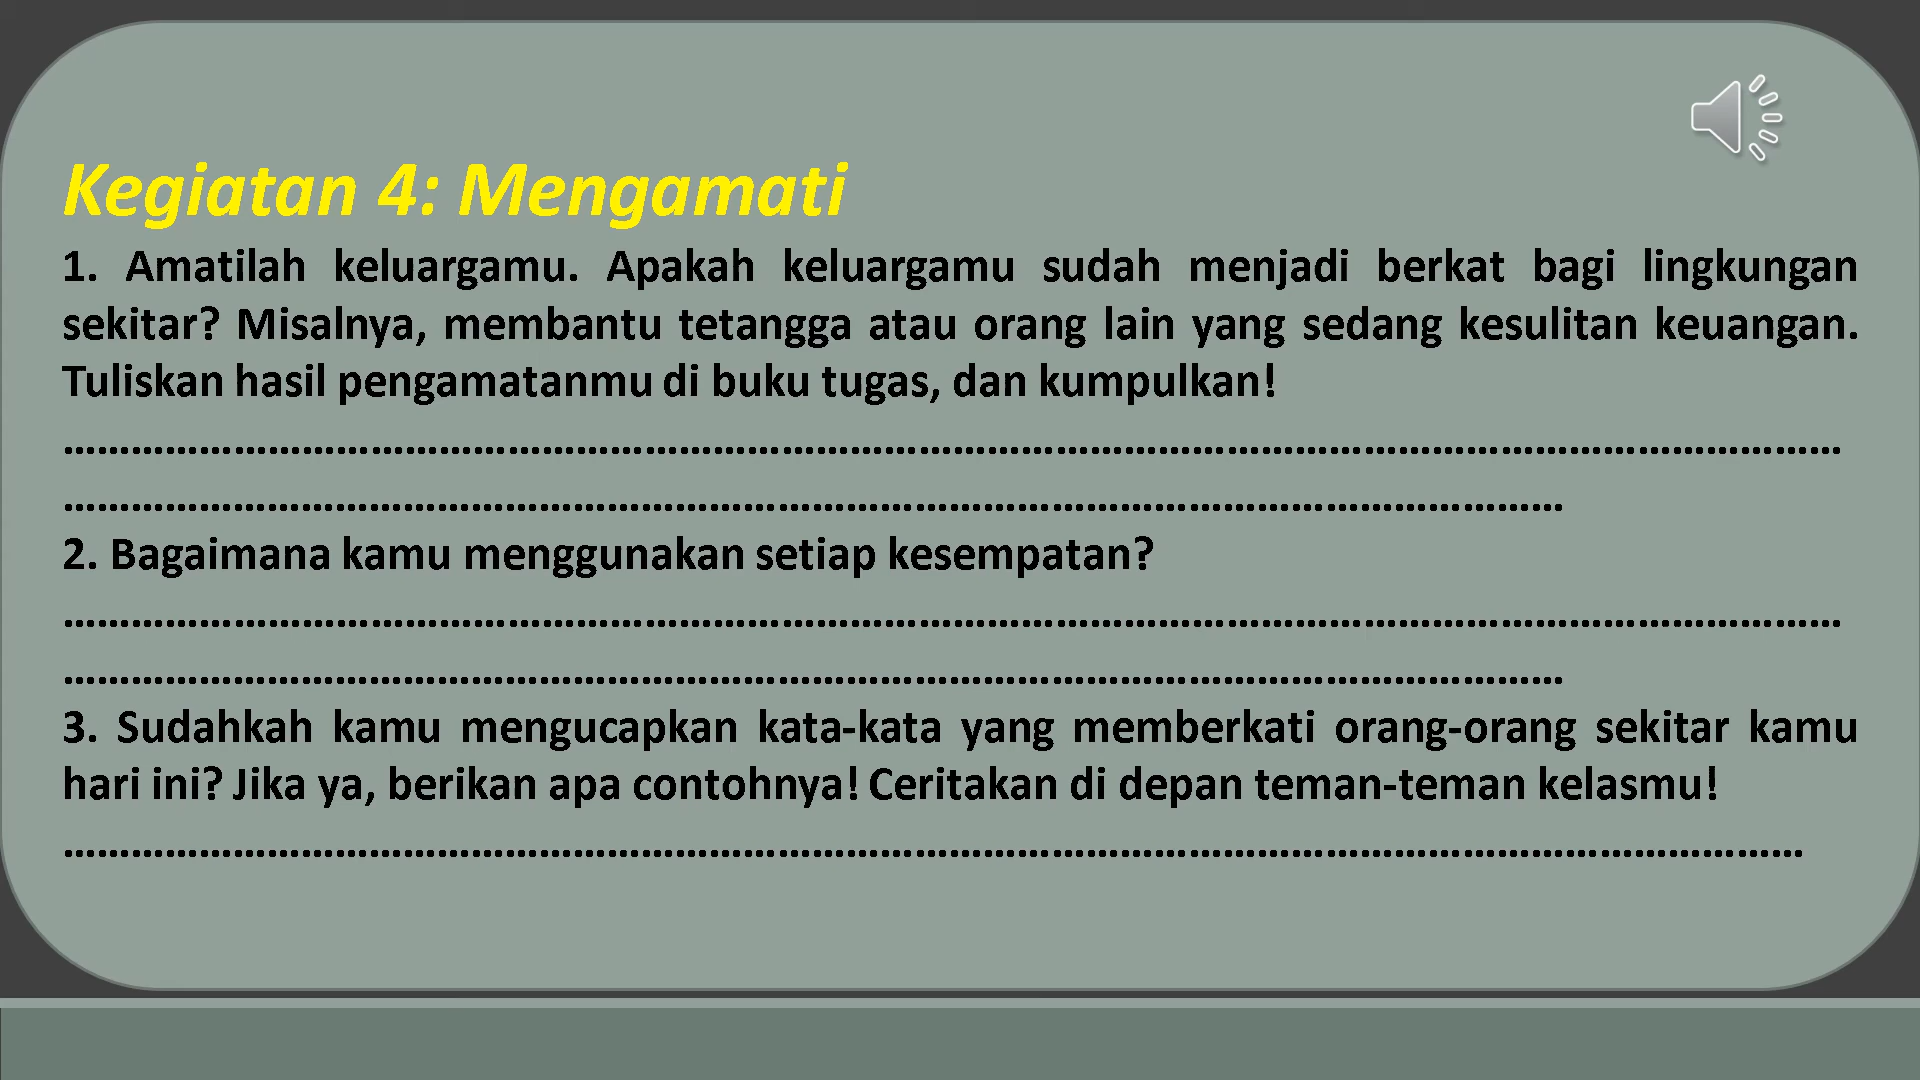 Kegiatan 4: Mengamati
1. Amatilah keluargamu. Apakah keluargamu sudah menjadi berkat bagi lingkungan
sekitar? Misalnya, membantu tetangga atau orang lain yang sedang kesulitan keuangan.
Tuliskan hasil pengamatanmu di buku tugas, dan kumpulkan!
………………………………………………………………………………………………………………………………………………
………………………………………………………………………………………………………………………
2. Bagaimana kamu menggunakan setiap kesempatan?
………………………………………………………………………………………………………………………………………………
………………………………………………………………………………………………………………………
3. Sudahkah kamu mengucapkan kata-kata yang memberkati orang-orang sekitar kamu
hari ini? Jika ya, berikan apa contohnya! Ceritakan di depan teman-teman kelasmu!
……………………………………………………………………………………………………………………………………………